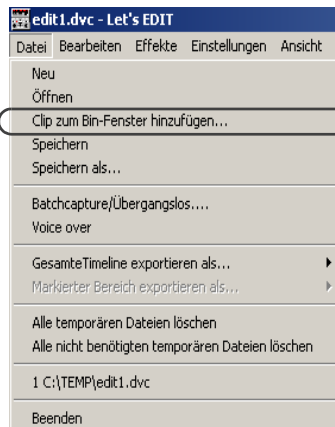 edit1.dvc - Let's EDIT
Datei Bearbeiten Effekte Einstellungen Ansicht
Neu
Öffnen
Clip zum Bin-Fenster hinzufügen...
Speichern
Speichern als...
Batchcapture/Übergangslos....
Voice over
GesamteTimeline exportieren als...
Markierter Bereich exportieren als...
Alle temporären Dateien löschen
Alle nicht benötigten temporären Dateien löschen
1 C:\TEMP\edit1.dvc
Beenden